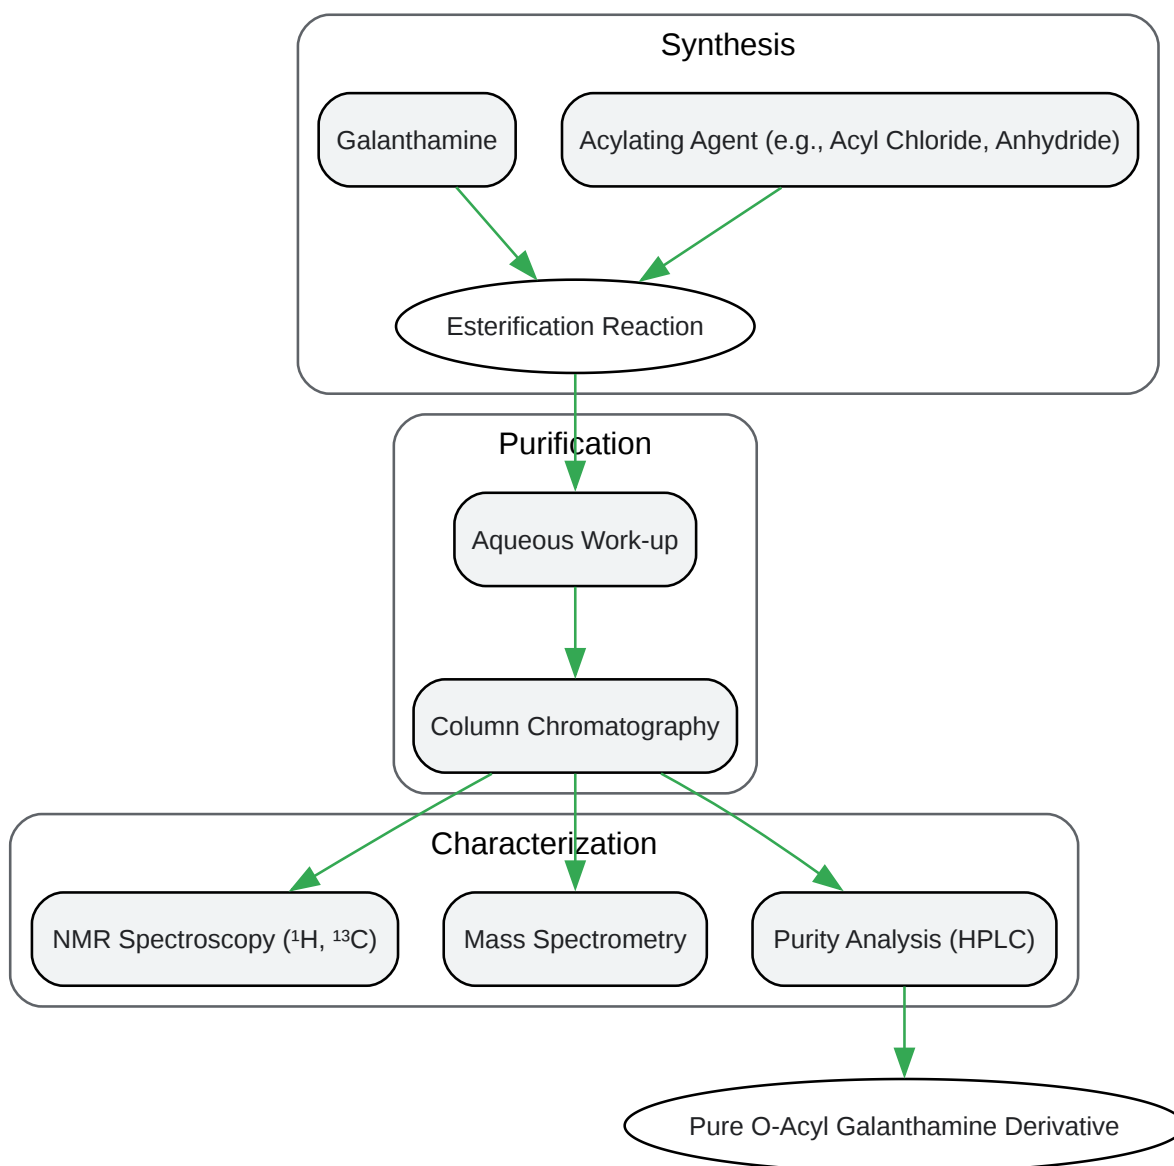 Synthesis
Galanthamine
Acylating Agent (e.g., Acyl Chloride, Anhydride)
Esterification Reaction
Purification
Aqueous Work-up
Column Chromatography
Characterization
NMR Spectroscopy (¹H, ¹³C)
Mass Spectrometry
Purity Analysis (HPLC)
Pure O-Acyl Galanthamine Derivative